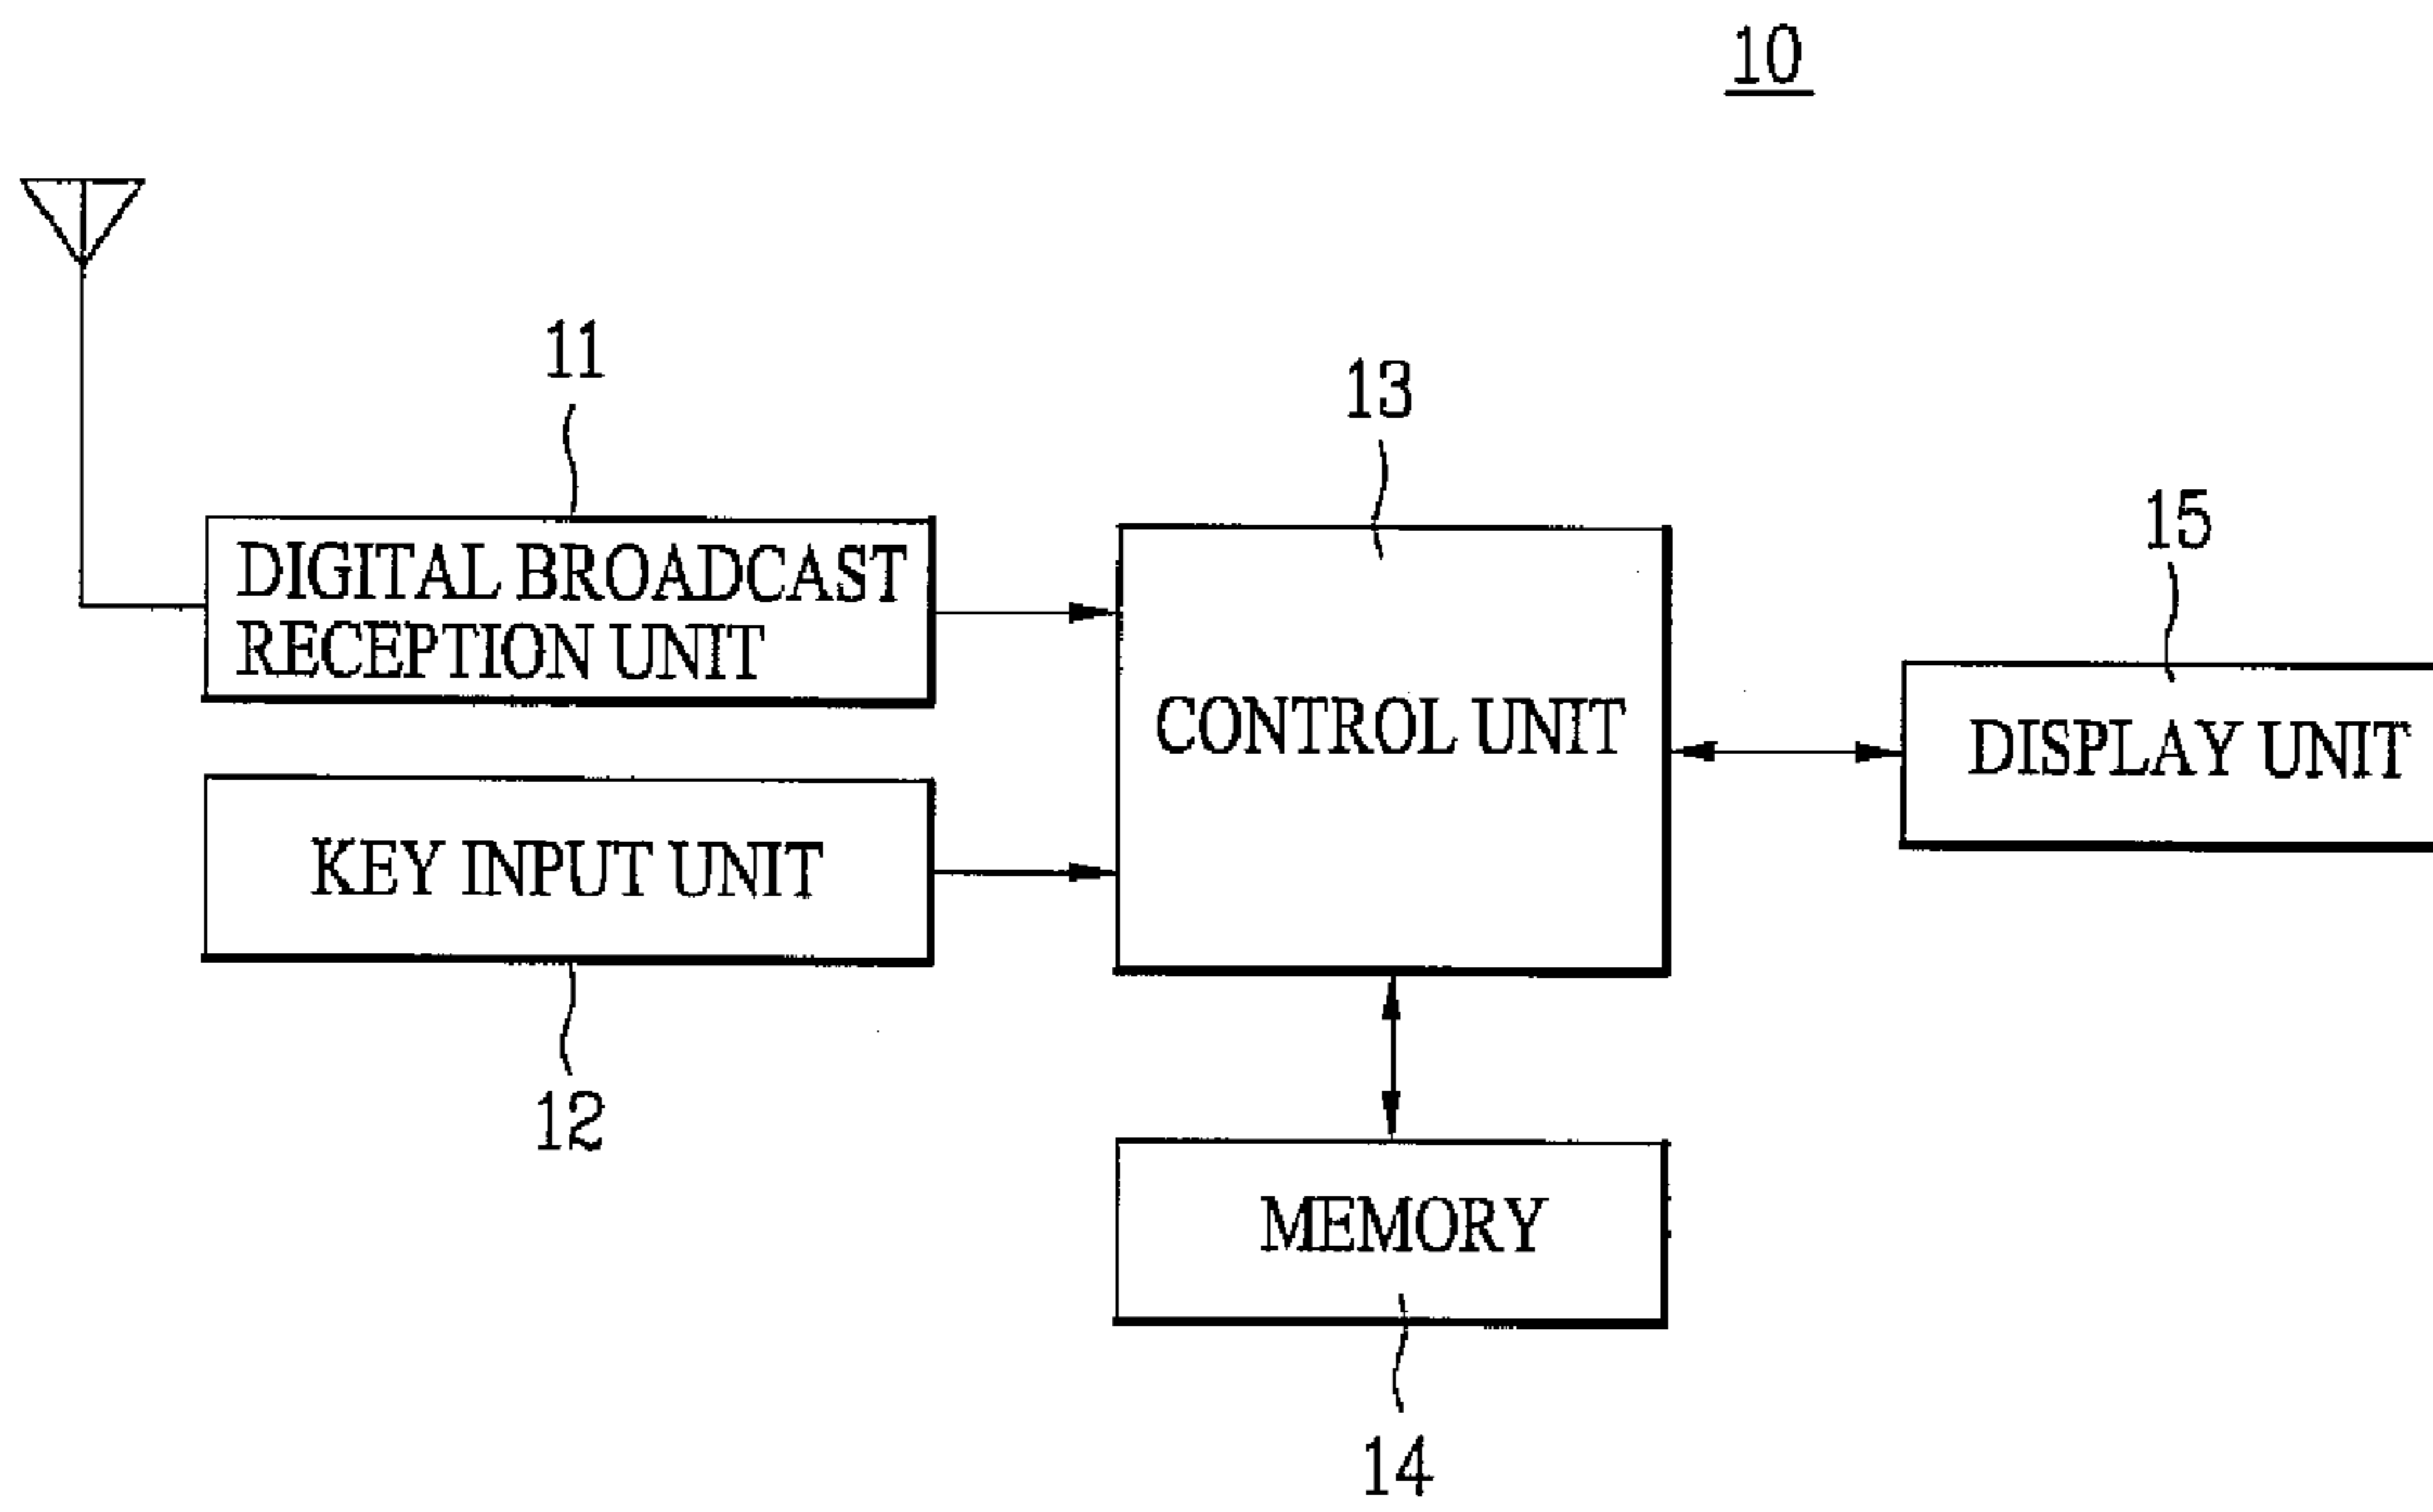 10
11
13
15
DIGITAL BROADCAST
RECEPTION UNIT
CONTROL UNIT
DISPLAY UNIT
KEY INPUT UNIT
12
MEMORY
14